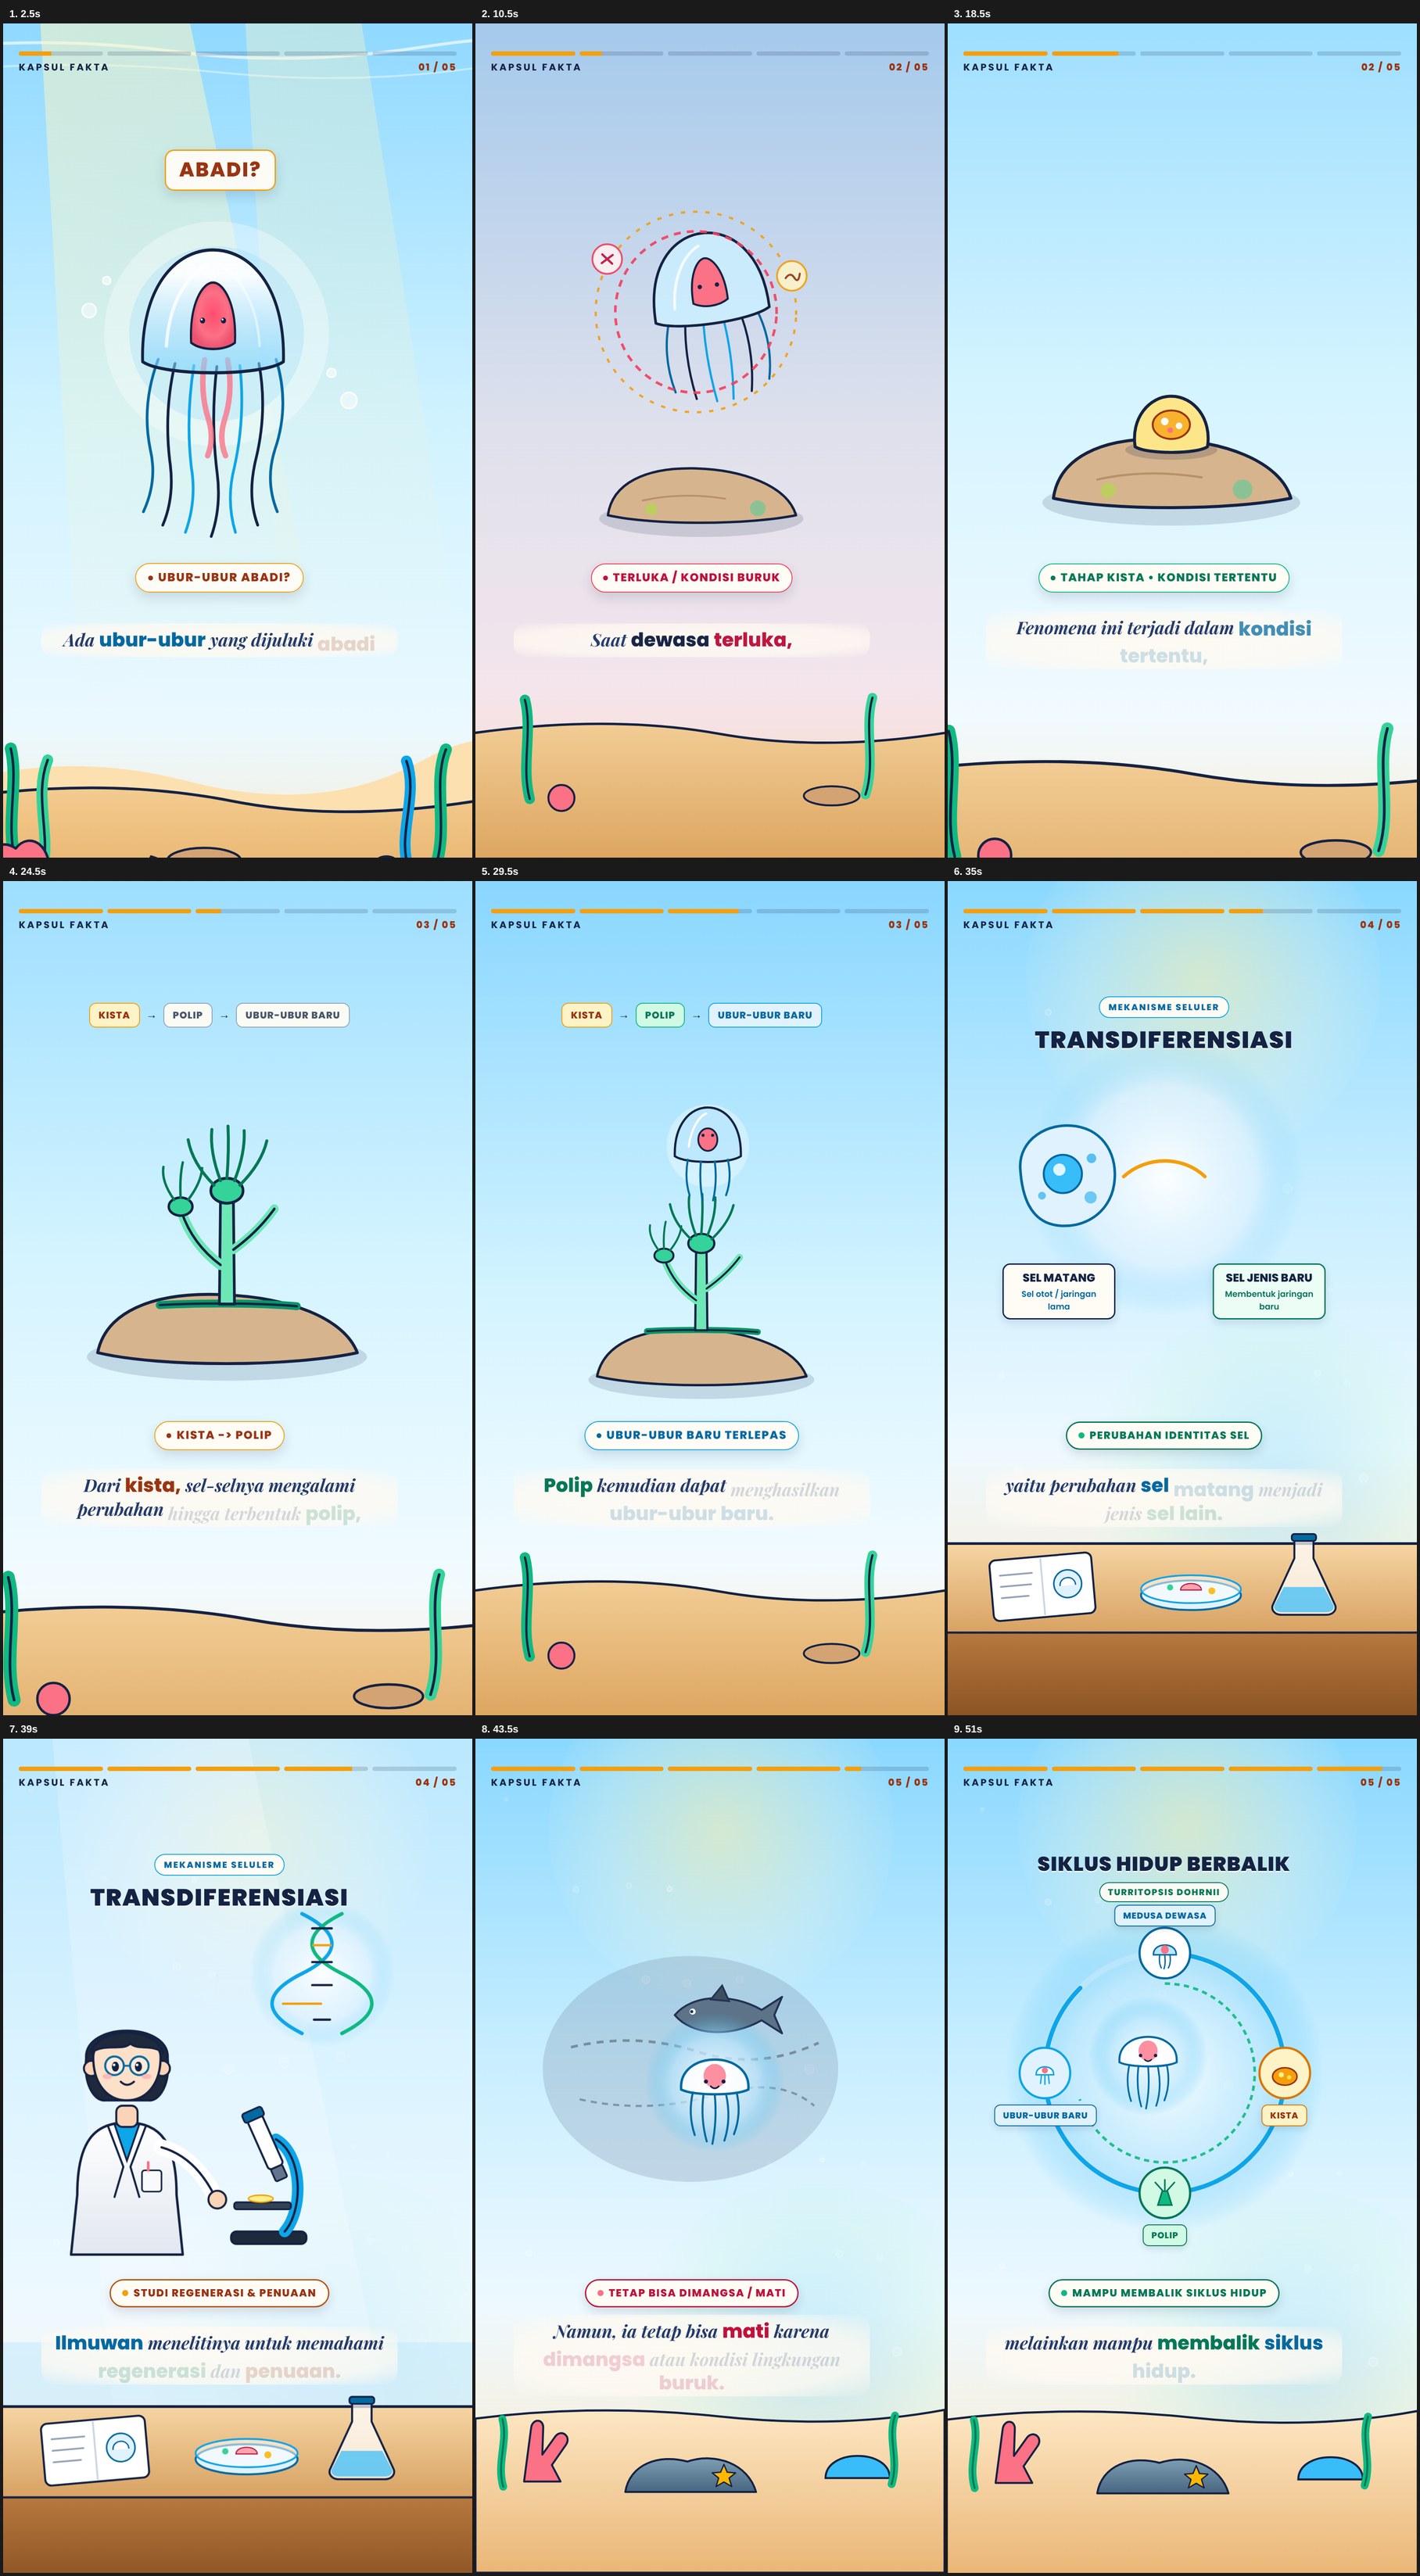 1. 2.5s
KAPSUL FAKTA
01 / 05
ABADI?
• UBUR-UBUR ABADI?
Ada ubur-ubur yang dijuluki abadi
2. 10.5s
KAPSUL FAKTA
02 / 05
• TERLUKA / KONDISI BURUK
Saat dewasa terluka,
3. 18.5s
KAPSUL FAKTA
02 / 05
• TAHAP KISTA • KONDISI TERTENTU
Fenomena ini terjadi dalam kondisi
tertentu,
4. 24.5s
KAPSUL FAKTA
03 / 05
KISTA → POLIP → UBUR-UBUR BARU
• KISTA -> POLIP
Dari kista, sel-selnya mengalami
perubahan hingga terbentuk polip,
5. 29.5s
KAPSUL FAKTA
03 / 05
KISTA → POLIP → UBUR-UBUR BARU
• UBUR-UBUR BARU TERLEPAS
Polip kemudian dapat menghasilkan
ubur-ubur baru.
6. 35s
KAPSUL FAKTA
04 / 05
MEKANISME SELULER
TRANSDIFERENSIASI
SEL MATANG
Sel otot / jaringan
lama
SEL JENIS BARU
Membentuk jaringan
baru
• PERUBAHAN IDENTITAS SEL
yaitu perubahan sel matang menjadi
jenis sel lain.
7. 39s
KAPSUL FAKTA
04 / 05
MEKANISME SELULER
TRANSDIFERENSIASI
• STUDI REGENERASI & PENUAAN
Ilmuwan menelitinya untuk memahami
regenerasi dan penuaan.
8. 43.5s
KAPSUL FAKTA
05 / 05
• TETAP BISA DIMANGSA / MATI
Namun, ia tetap bisa mati karena
dimangsa atau kondisi lingkungan
buruk.
9. 51s
KAPSUL FAKTA
05 / 05
SIKLUS HIDUP BERBALIK
TURRITOPSIS DOHRNII
MEDUSA DEWASA
UBUR-UBUR BARU
KISTA
POLIP
• MAMPU MEMBALIK SIKLUS HIDUP
melainkan mampu membalik siklus
hidup.